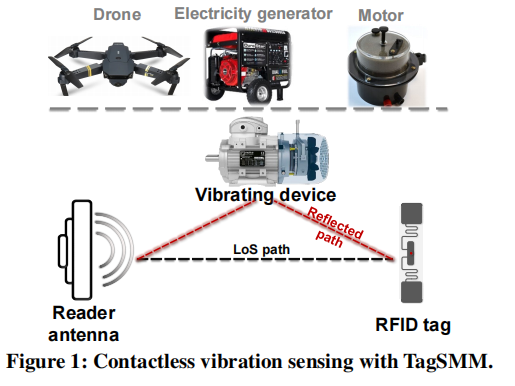 Drone Electricity generator Motor
Vibrating device
Reflected
path
LoS path
Reader
antenna
RFID tag
Figure 1: Contactless vibration sensing with TagSMM.